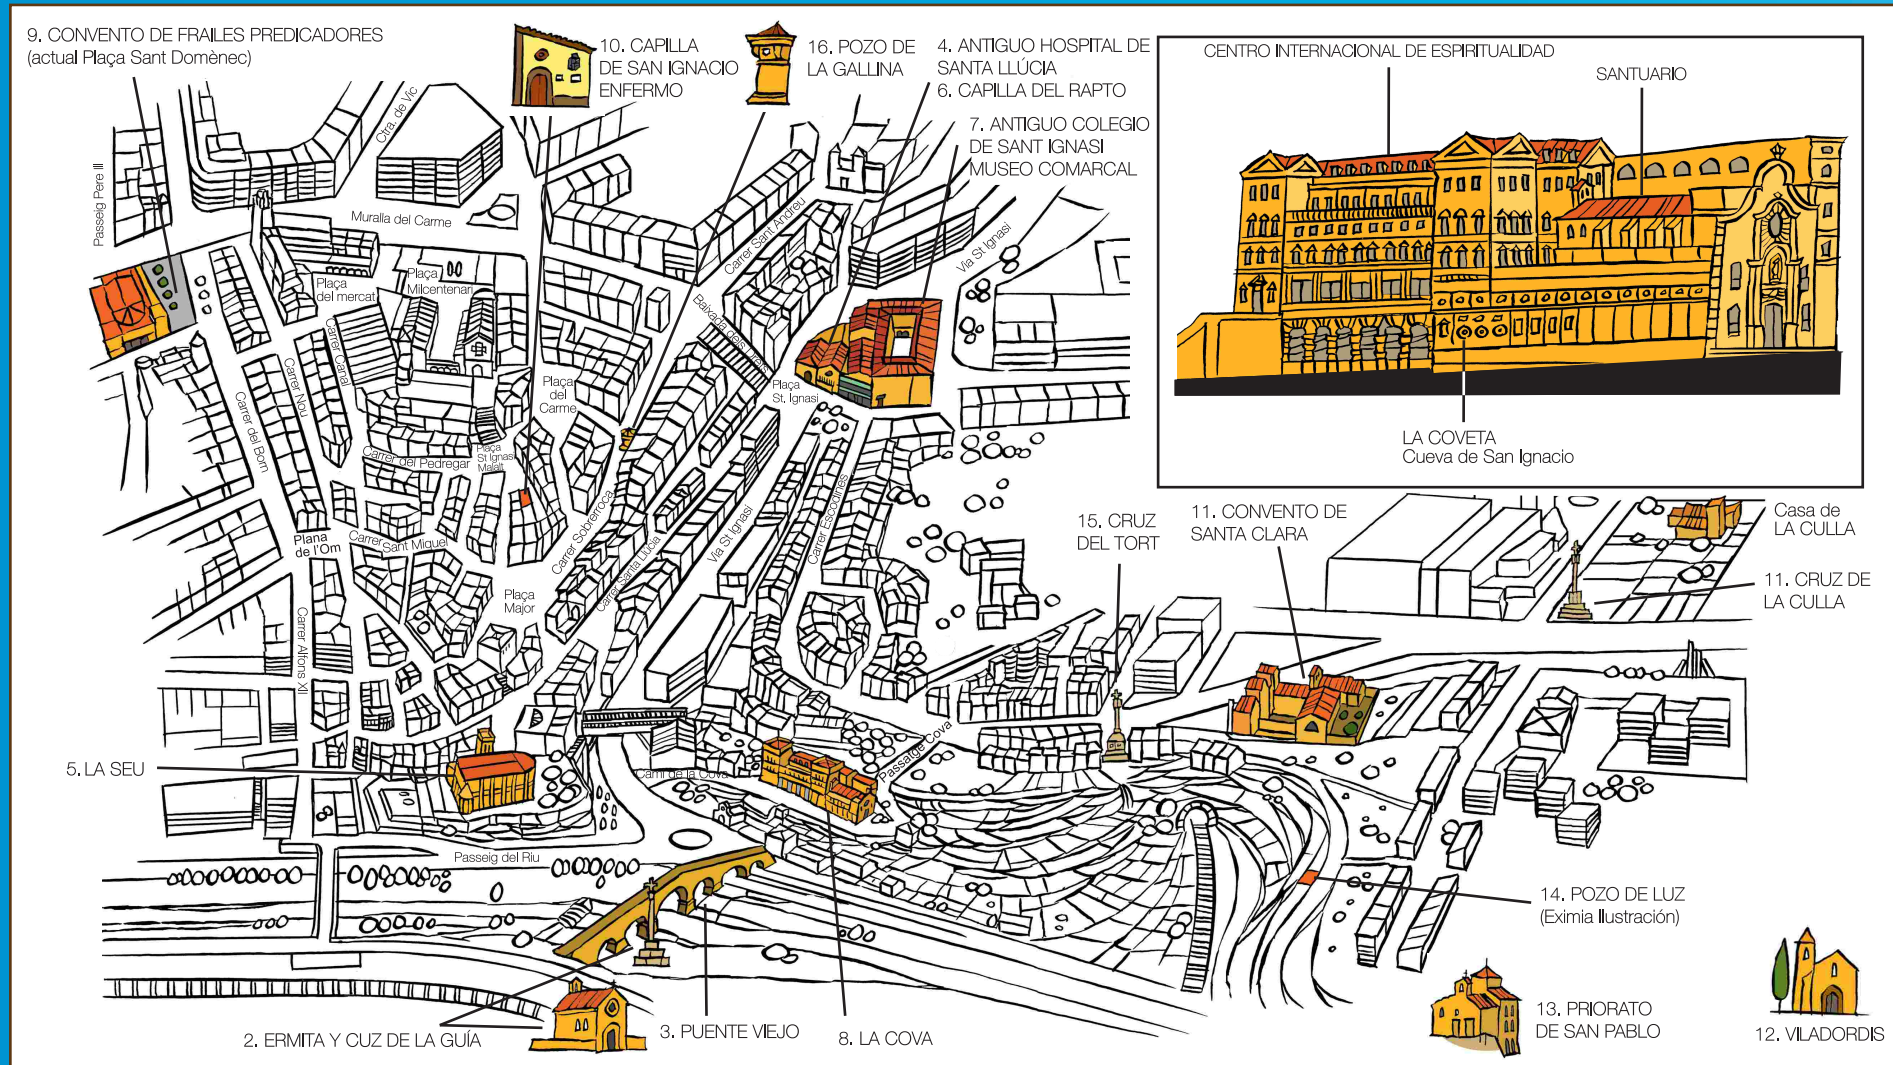 9. CONVENTO DE FRAILES PREDICADORES
(actual Plaça Sant Domènec)
10. CAPILLA
DE SAN IGNACIO
ENFERMO
16. POZO DE
LA GALLINA
4. ANTIGUO HOSPITAL DE
SANTA LLÚCIA
6. CAPILLA DEL RAPTO
7. ANTIGUO COLEGIO
DE SANT IGNASI
MUSEO COMARCAL
CENTRO INTERNACIONAL DE ESPIRITUALIDAD
SANTUARIO
LA COVETA
Cueva de San Ignacio
Passeig Pere III
Ctra. de Vic
Muralla del Carme
Carrer Sant Andreu
Via St Ignasi
Plaça
del mercat
Plaça
Milcentenari
Baixada dels Drets
Carrer Canal
Carrer Nou
Carrer del Born
Plaça
del
Carme
Plaça
St. Ignasi
Carrer del Pedregar
Plaça
St Ignasi
Malalt
Plana
de l'Om
Carrer Sant Miquel
Carrer Sobrerroca
Carrer Santa Llúcia
Via St Ignasi
Carrer Escodines
Plaça
Major
Carrer Alfons XII
15. CRUZ
DEL TORT
11. CONVENTO DE
SANTA CLARA
Casa de
LA CULLA
11. CRUZ DE
LA CULLA
5. LA SEU
Camí de la Cova
Passatge Cova
Passeig del Riu
14. POZO DE LUZ
(Eximia Ilustración)
2. ERMITA Y CUZ DE LA GUÍA
3. PUENTE VIEJO
8. LA COVA
13. PRIORATO
DE SAN PABLO
12. VILADORDIS